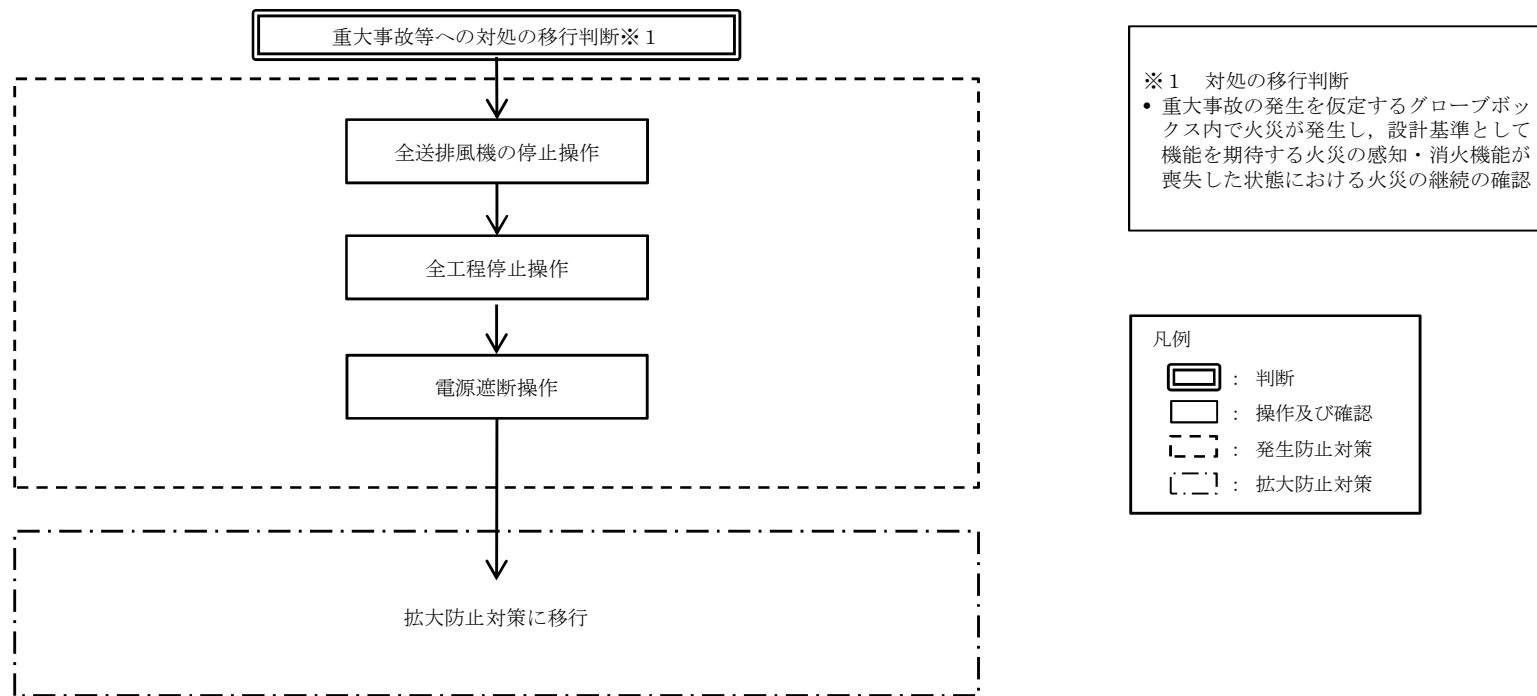 重大事故等への対処の移行判断※１
全送排風機の停止操作
全工程停止操作
電源遮断操作
拡大防止対策に移行
※１　対処の移行判断
• 重大事故の発生を仮定するグローブボッ
クス内で火災が発生し，設計基準として
機能を期待する火災の感知・消火機能が
喪失した状態における火災の継続の確認
凡例
： 判断
： 操作及び確認
： 発生防止対策
： 拡大防止対策